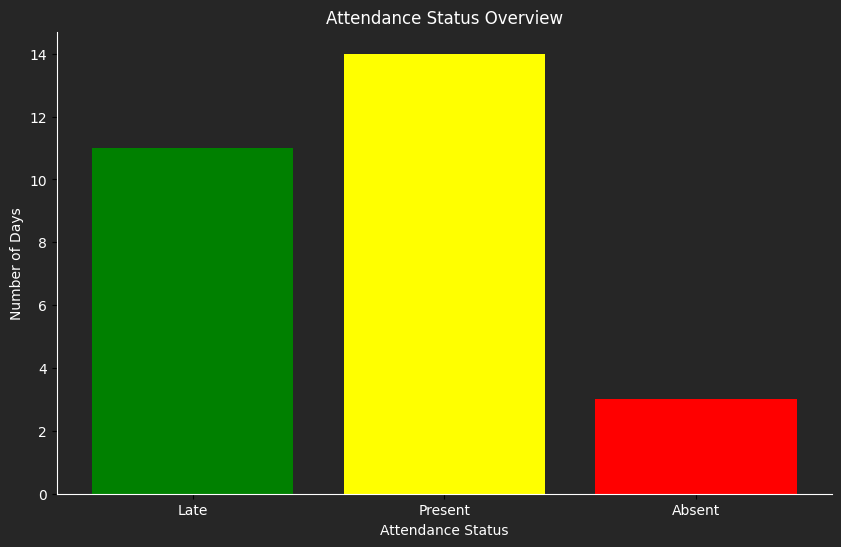 Attendance Status Overview
14
12
10
8
6
4
2
0
Number of Days
Late Present Absent
Attendance Status